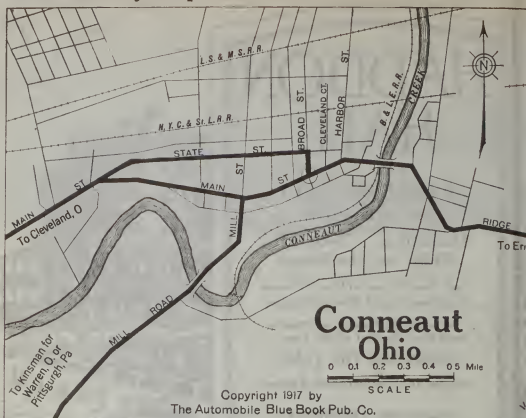 L.S. & M.S.R.R.
N
N.Y.C. & St.L.R.R.
B. & L.E.R.R.
CREEK
BROAD ST.
CLEVELAND CT.
HARBOR ST.
STATE ST.
MAIN ST
MAIN ST
MILL ST
To Cleveland, O
CONNEAUT
RIDGE
To Er
MILL ROAD
To Kinsman for
Warren, O. or
Pittsgurgh, Pa
Conneaut
Ohio
0 0.1 0.2 0.3 0.4 0.5 Mile
SCALE
Copyright 1917 by
The Automobile Blue Book Pub. Co.